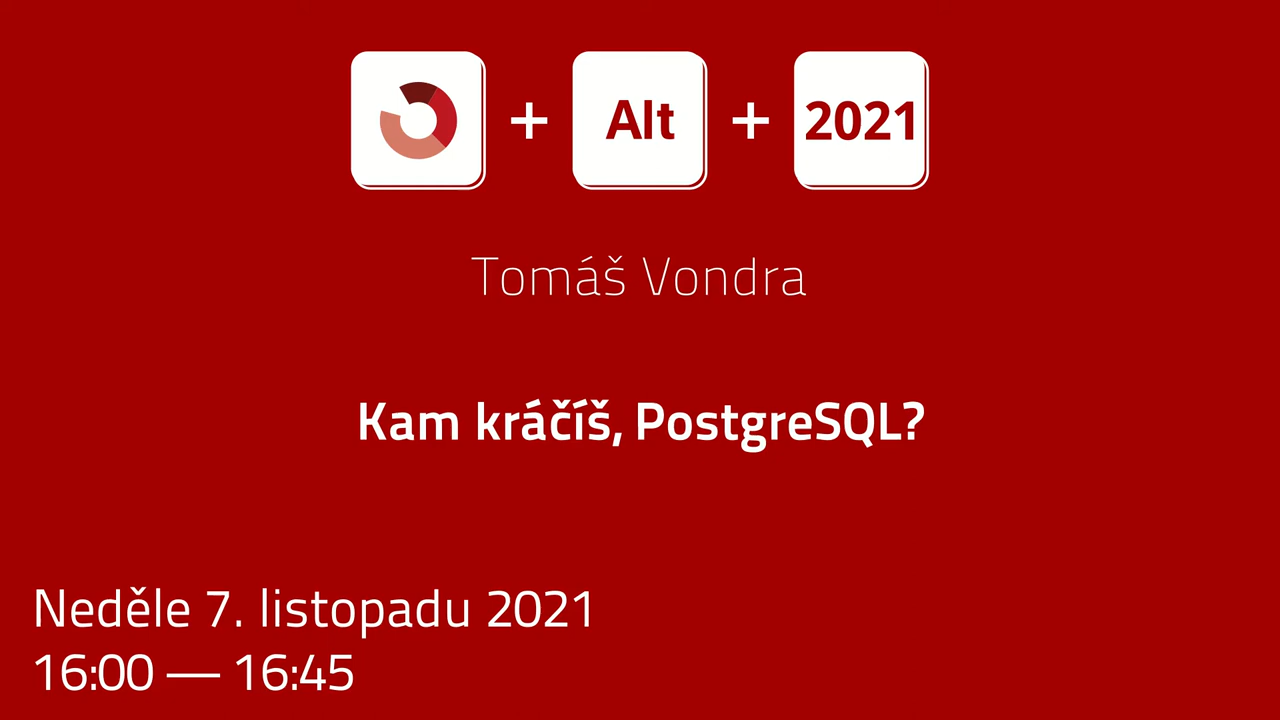 + Alt + 2021
Tomáš Vondra
Kam kráčíš, PostgreSQL?
Neděle 7. listopadu 2021
16:00 — 16:45